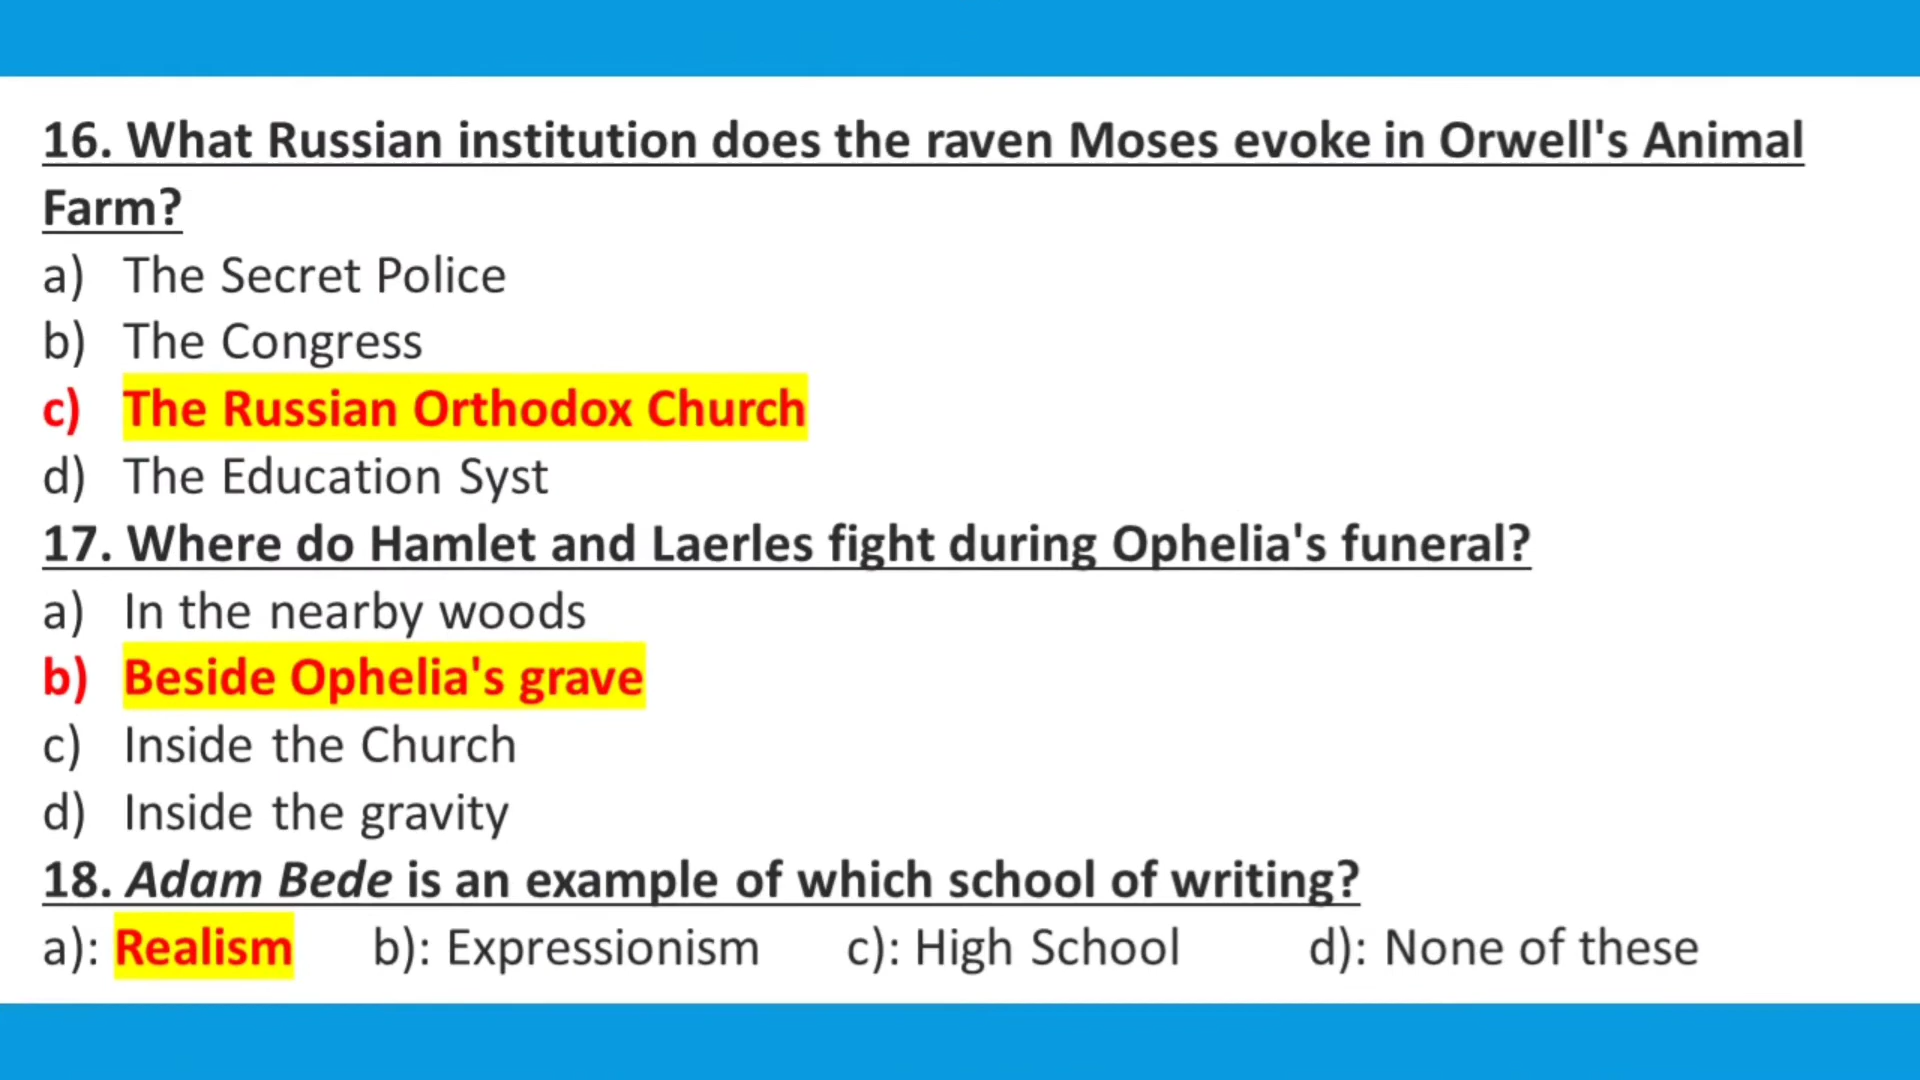 16. What Russian institution does the raven Moses evoke in Orwell's Animal
Farm?
a) The Secret Police
b) The Congress
c) The Russian Orthodox Church
d) The Education Syst
17. Where do Hamlet and Laerles fight during Ophelia's funeral?
a) In the nearby woods
b) Beside Ophelia's grave
c) Inside the Church
d) Inside the gravity
18. Adam Bede is an example of which school of writing?
a): Realism b): Expressionism c): High School d): None of these